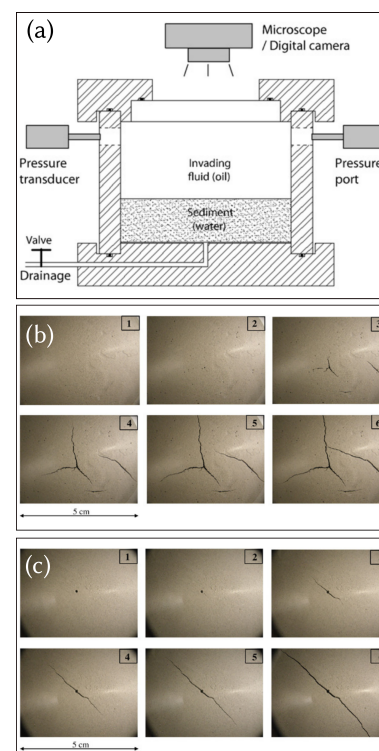 (a)
Microscope
/ Digital camera
Pressure
transducer
Invading
fluid (oil)
Pressure
port
Sediment
(water)
Valve
Drainage
(b)
1
2
3
4
5
6
5 cm
(c)
1
2
4
5
5 cm